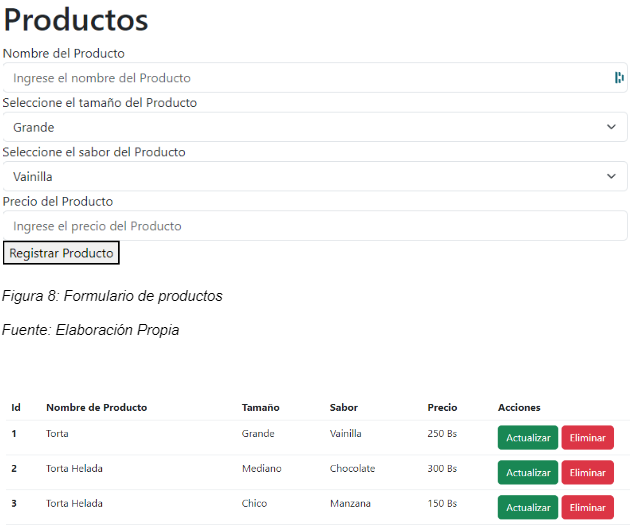 Productos
Nombre del Producto
Ingrese el nombre del Producto
Seleccione el tamaño del Producto
Grande
Seleccione el sabor del Producto
Vainilla
Precio del Producto
Ingrese el precio del Producto
Registrar Producto
Figura 8: Formulario de productos
Fuente: Elaboración Propia
Id Nombre de Producto Tamaño Sabor Precio Acciones
1 Torta Grande Vainilla 250 Bs Actualizar Eliminar
2 Torta Helada Mediano Chocolate 300 Bs Actualizar Eliminar
3 Torta Helada Chico Manzana 150 Bs Actualizar Eliminar